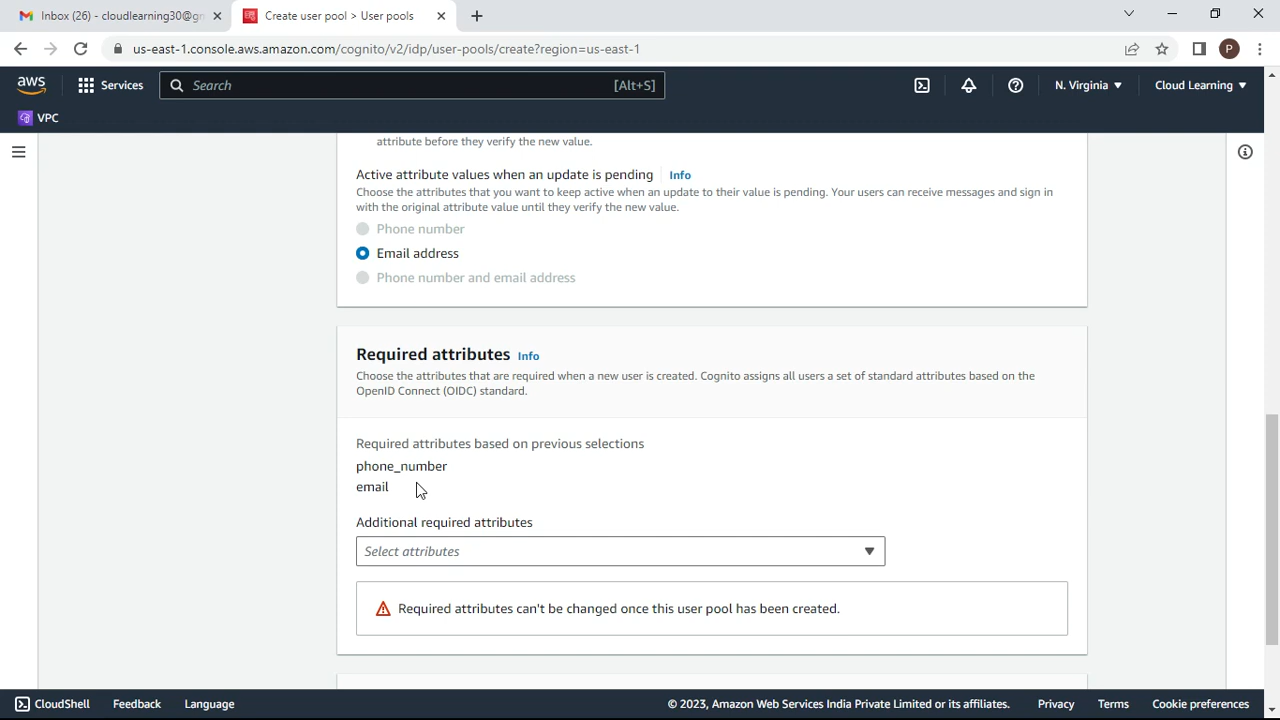 Inbox (26) - cloudlearning30@gm
Create user pool > User pools
us-east-1.console.aws.amazon.com/cognito/v2/idp/user-pools/create?region=us-east-1
P
aws
Services
Search
[Alt+S]
N. Virginia
Cloud Learning
VPC
attribute before they verify the new value.
Active attribute values when an update is pending
Info
Choose the attributes that you want to keep active when an update to their value is pending. Your users can receive messages and sign in
with the original attribute value until they verify the new value.
Phone number
Email address
Phone number and email address
Required attributes Info
Choose the attributes that are required when a new user is created. Cognito assigns all users a set of standard attributes based on the
OpenID Connect (OIDC) standard.
Required attributes based on previous selections
phone_number
email
Additional required attributes
Select attributes
Required attributes can't be changed once this user pool has been created.
CloudShell
Feedback
Language
© 2023, Amazon Web Services India Private Limited or its affiliates.
Privacy
Terms
Cookie preferences